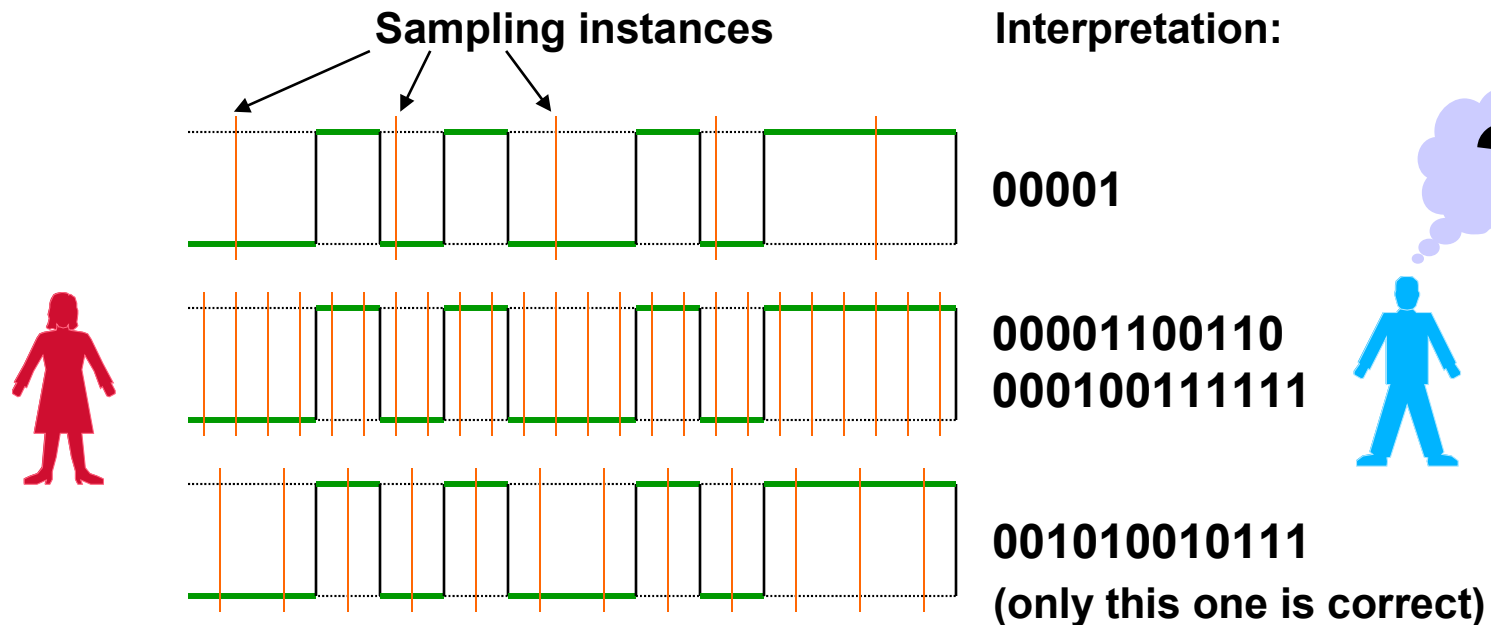 Sampling instances
Interpretation:
00001
00001100110
000100111111
001010010111
(only this one is correct)